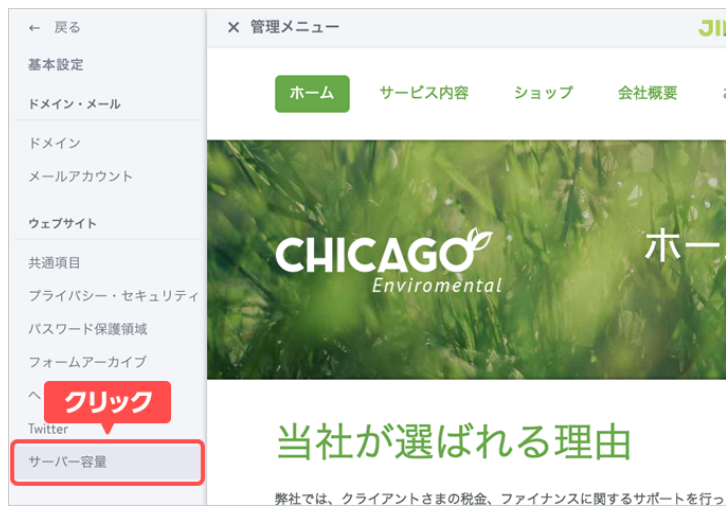 ← 戻る
基本設定
ドメイン・メール
ドメイン
メールアカウント
ウェブサイト
共通項目
プライバシー・セキュリティ
パスワード保護領域
フォームアーカイブ
ヘ
クリック
Twitter
サーバー容量
× 管理メニュー
JI
ホーム
サービス内容
ショップ
会社概要
CHICAGO
Enviromental
ホー
当社が選ばれる理由
弊社では、クライアントさまの税金、ファイナンスに関するサポートを行っ